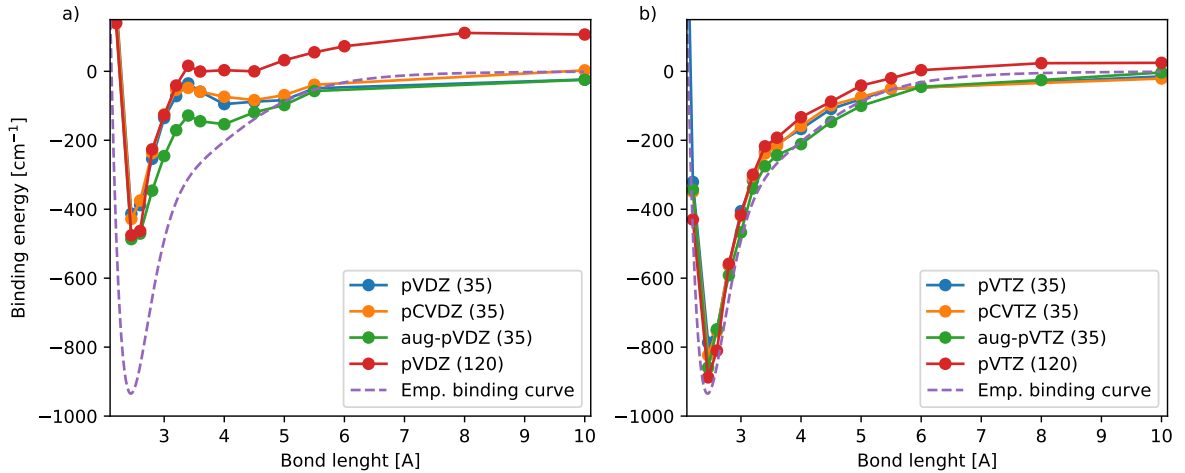 a)
Binding energy [cm⁻¹]
0
−200
−400
−600
−800
−1000
3
4
5
6
7
8
9
10
Bond lenght [A]
pVDZ (35)
pCVDZ (35)
aug-pVDZ (35)
pVDZ (120)
Emp. binding curve
b)
0
−200
−400
−600
−800
−1000
3
4
5
6
7
8
9
10
Bond lenght [A]
pVTZ (35)
pCVTZ (35)
aug-pVTZ (35)
pVTZ (120)
Emp. binding curve